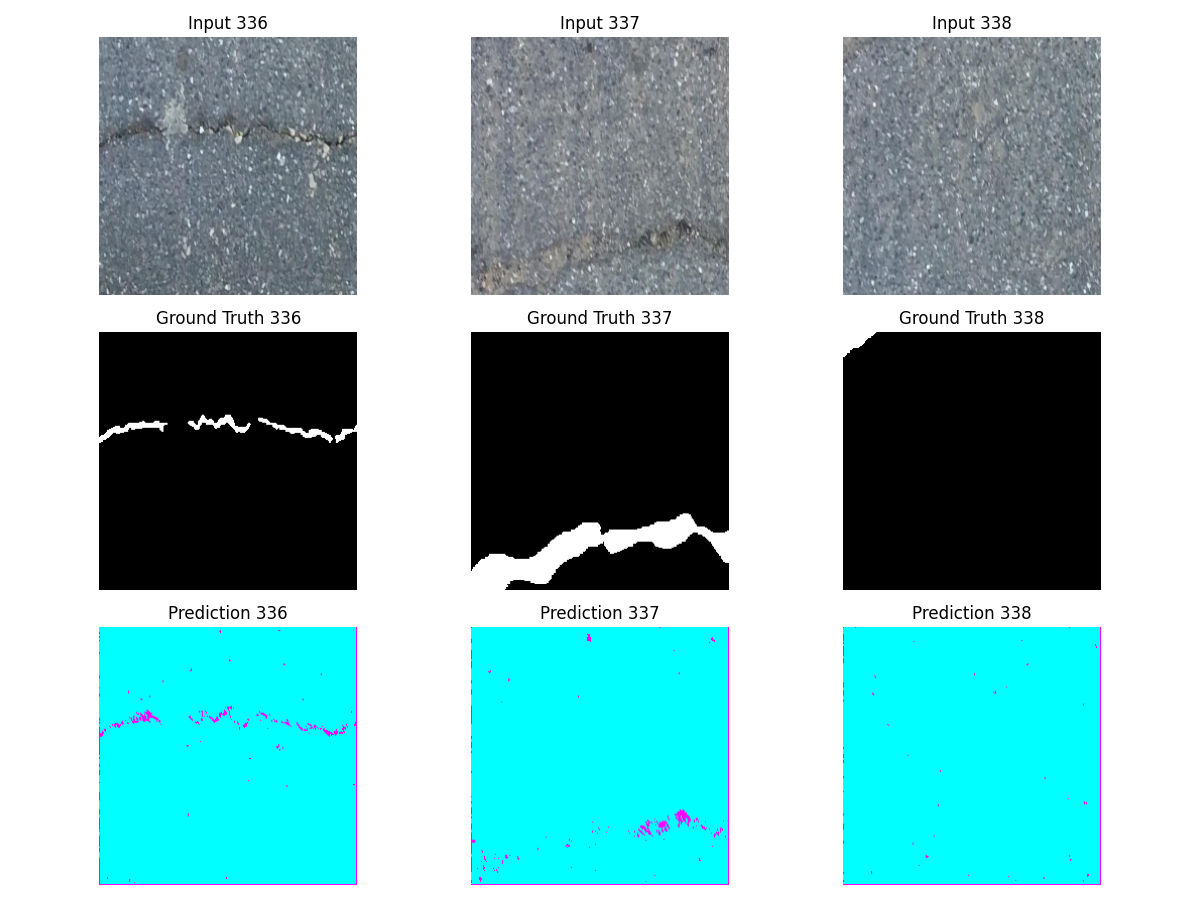 Input 336
Input 337
Input 338
Ground Truth 336
Ground Truth 337
Ground Truth 338
Prediction 336
Prediction 337
Prediction 338